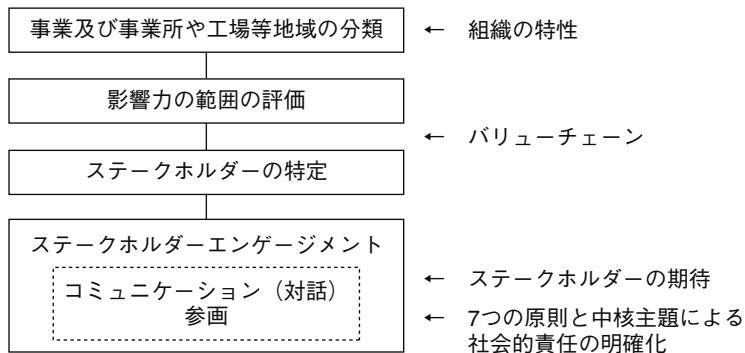 事業及び事業所や工場等地域の分類
← 組織の特性
影響力の範囲の評価
← バリューチェーン
ステークホルダーの特定
ステークホルダーエンゲージメント
コミュニケーション（対話）
参画
← ステークホルダーの期待
← 7つの原則と中核主題による
社会的責任の明確化